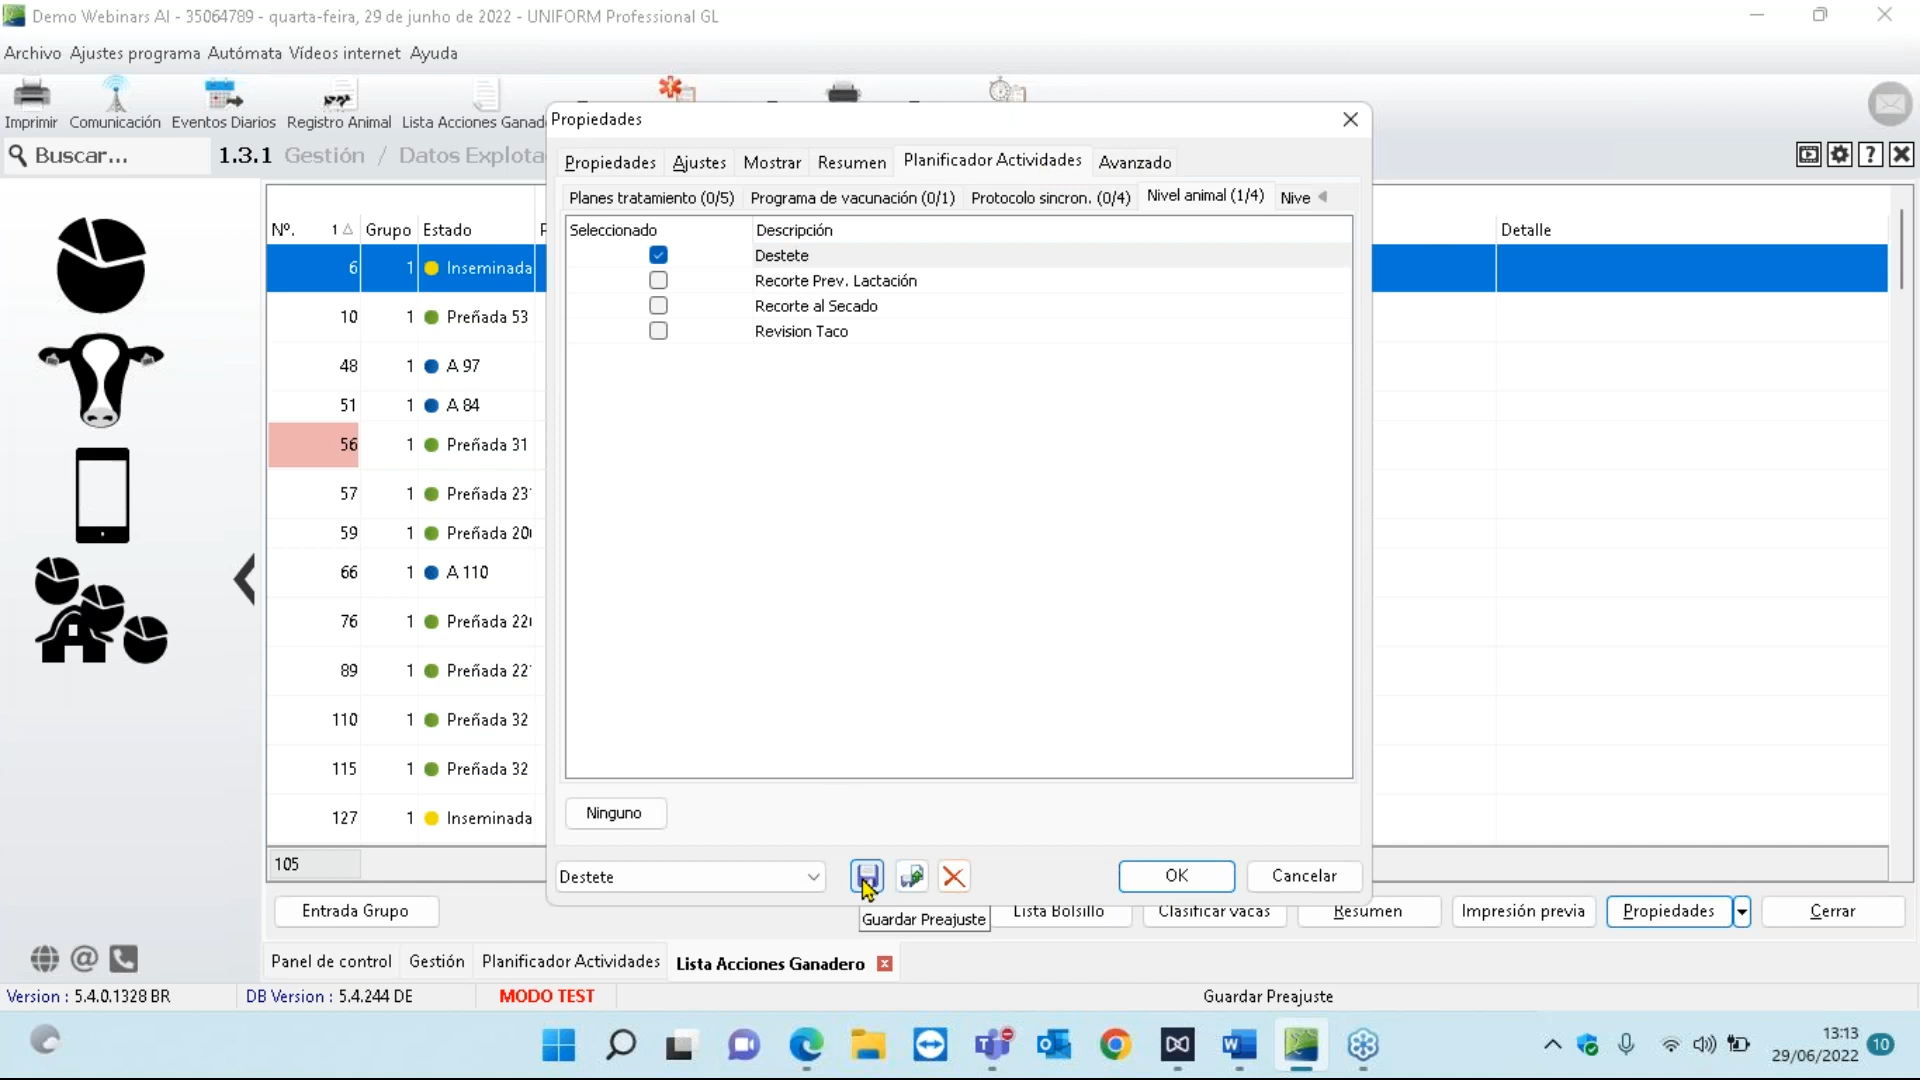 Demo Webinars AI - 35064789 - quarta-feira, 29 de junho de 2022 - UNIFORM Professional GL
Archivo Ajustes programa Autómata Vídeos internet Ayuda
Imprimir Comunicación Eventos Diarios Registro Animal Lista Acciones Ganad
Buscar... 1.3.1 Gestión / Datos Explota
Propiedades
Propiedades Ajustes Mostrar Resumen Planificador Actividades Avanzado
Planes tratamiento (0/5) Programa de vacunación (0/1) Protocolo sincron. (0/4) Nivel animal (1/4) Nive
Seleccionado Descripción
Destete
Recorte Prev. Lactación
Recorte al Secado
Revision Taco
Ninguno
Destete OK Cancelar
Guardar Preajuste
Nº. 1 Grupo Estado Detalle
6 1 Inseminada
10 1 Preñada 53
48 1 A 97
51 1 A 84
56 1 Preñada 31
57 1 Preñada 23
59 1 Preñada 20
66 1 A 110
76 1 Preñada 22
89 1 Preñada 22
110 1 Preñada 32
115 1 Preñada 32
127 1 Inseminada
105
Entrada Grupo Lista Bolsillo Clasificar vacas Resumen Impresión previa Propiedades Cerrar
Panel de control Gestión Planificador Actividades Lista Acciones Ganadero
Version : 5.4.0.1328 BR DB Version : 5.4.244 DE MODO TEST Guardar Preajuste
13:13
29/06/2022 10